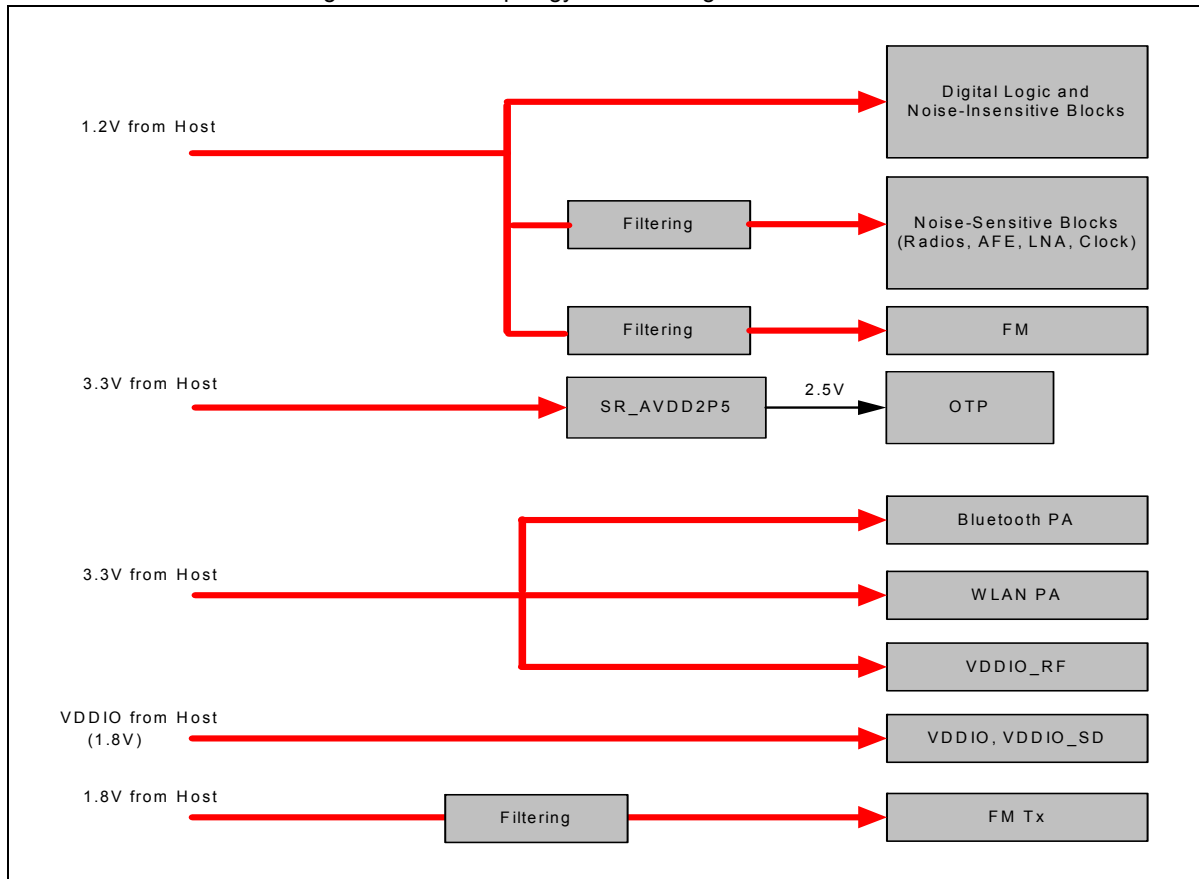 Digital Logic and
Noise-Insensitive Blocks
1.2V from Host
Filtering
Noise-Sensitive Blocks
(Radios, AFE, LNA, Clock)
Filtering
FM
3.3V from Host
SR_AVDD2P5
2.5V
OTP
Bluetooth PA
3.3V from Host
WLAN PA
VDDIO_RF
VDDIO from Host
(1.8V)
VDDIO, VDDIO_SD
1.8V from Host
Filtering
FM Tx